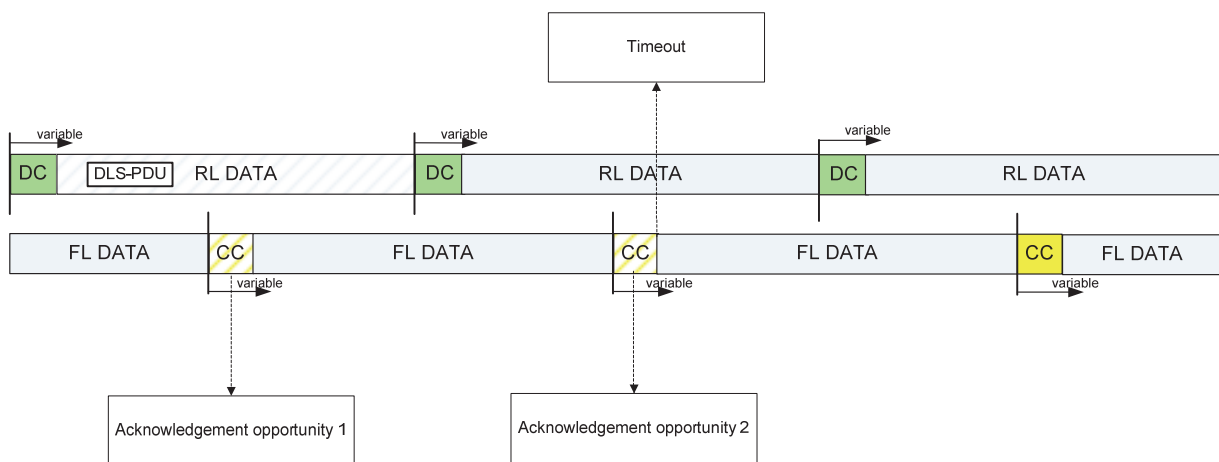 Timeout
variable
variable
variable
DC
DLS-PDU
RL DATA
DC
RL DATA
DC
RL DATA
FL DATA
CC
FL DATA
CC
FL DATA
CC
FL DATA
variable
variable
variable
Acknowledgement opportunity 1
Acknowledgement opportunity 2